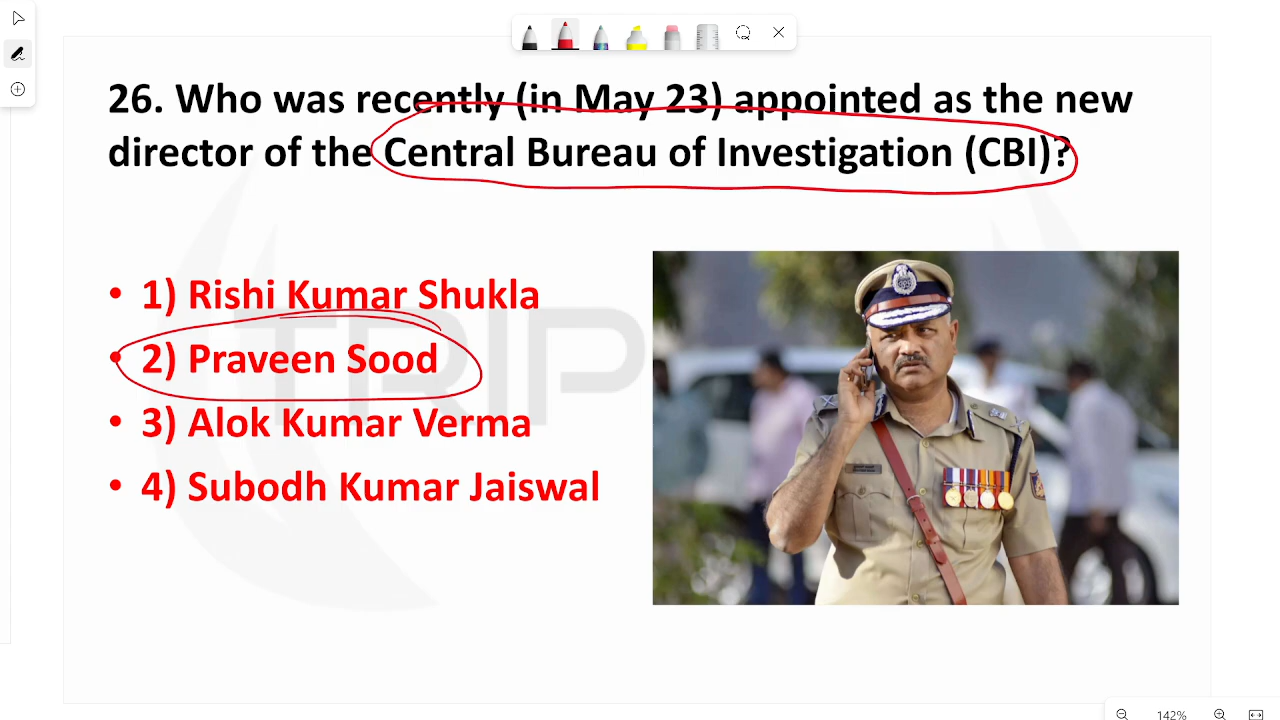 26. Who was recently (in May 23) appointed as the new
director of the Central Bureau of Investigation (CBI)?
• 1) Rishi Kumar Shukla
• 2) Praveen Sood
• 3) Alok Kumar Verma
• 4) Subodh Kumar Jaiswal
TRIP
142%